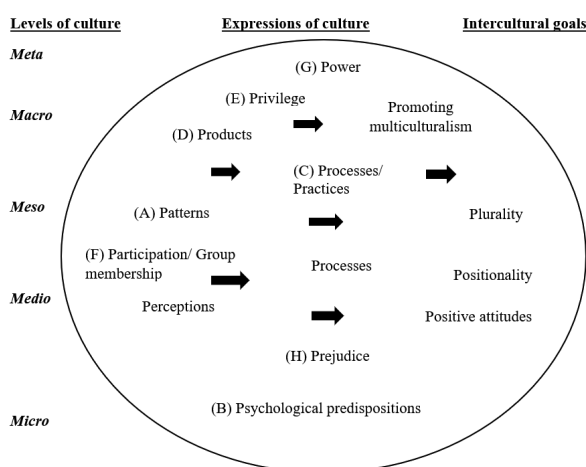 Levels of culture Expressions of culture Intercultural goals
Meta
(G) Power
(E) Privilege
Macro
Promoting
multiculturalism
(D) Products
(C) Processes/
Practices
Meso
(A) Patterns
Plurality
(F) Participation/ Group
membership
Processes
Positionality
Medio
Perceptions
Positive attitudes
(H) Prejudice
(B) Psychological predispositions
Micro